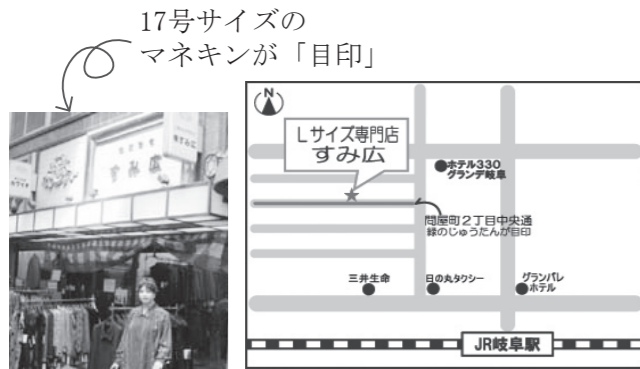 17号サイズの
マネキンが「目印」
すみ広
N
Lサイズ専門店
すみ広
ホテル330
グランデ岐阜
問屋町2丁目中央通
緑のじゅうたんが目印
三井生命
日の丸タクシー
グランパレ
ホテル
JR岐阜駅